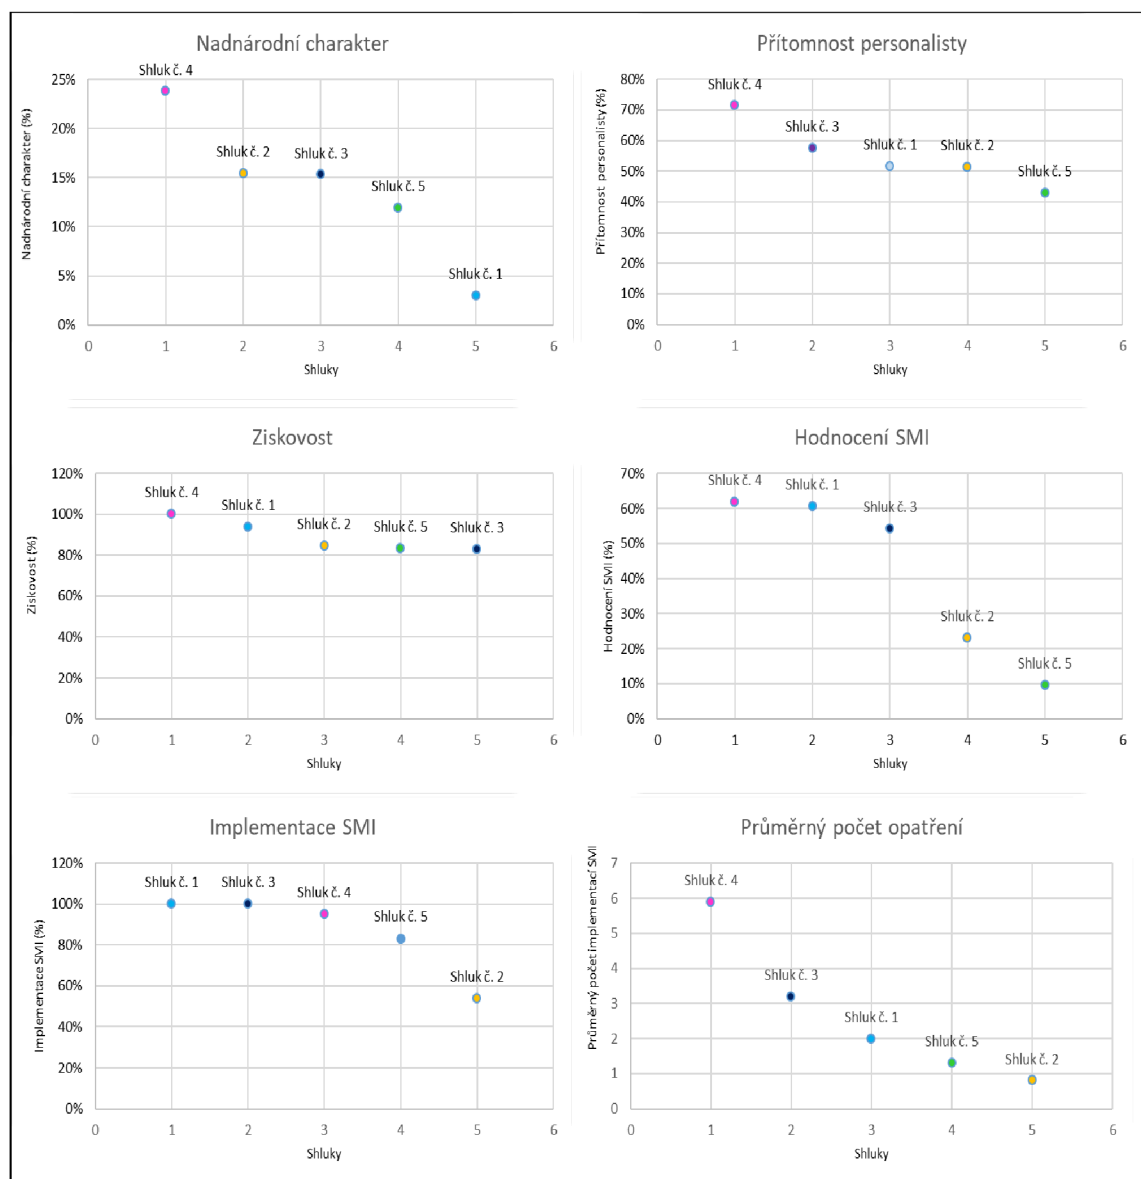 Nadnárodní charakter
Nadnárodní charakter (%)
25%
20%
15%
10%
5%
0%
Shluk č. 4
Shluk č. 2
Shluk č. 3
Shluk č. 5
Shluk č. 1
0 1 2 3 4 5 6
Shluky
Přítomnost personalisty
Přítomnost personalisty (%)
80%
70%
60%
50%
40%
30%
20%
10%
0%
Shluk č. 4
Shluk č. 3
Shluk č. 1
Shluk č. 2
Shluk č. 5
0 1 2 3 4 5 6
Shluky
Ziskovost
Ziskovost (%)
120%
100%
80%
60%
40%
20%
0%
Shluk č. 4
Shluk č. 1
Shluk č. 2
Shluk č. 5
Shluk č. 3
0 1 2 3 4 5 6
Shluky
Hodnocení SMI
Hodnocení SMII (%)
70%
60%
50%
40%
30%
20%
10%
0%
Shluk č. 4
Shluk č. 1
Shluk č. 3
Shluk č. 2
Shluk č. 5
0 1 2 3 4 5 6
Shluky
Implementace SMI
Implementace SMII (%)
120%
100%
80%
60%
40%
20%
0%
Shluk č. 1
Shluk č. 3
Shluk č. 4
Shluk č. 5
Shluk č. 2
0 1 2 3 4 5 6
Shluky
Průměrný počet opatření
Průměrný počet implementací SMII
7
6
5
4
3
2
1
0
Shluk č. 4
Shluk č. 3
Shluk č. 1
Shluk č. 5
Shluk č. 2
0 1 2 3 4 5 6
Shluky